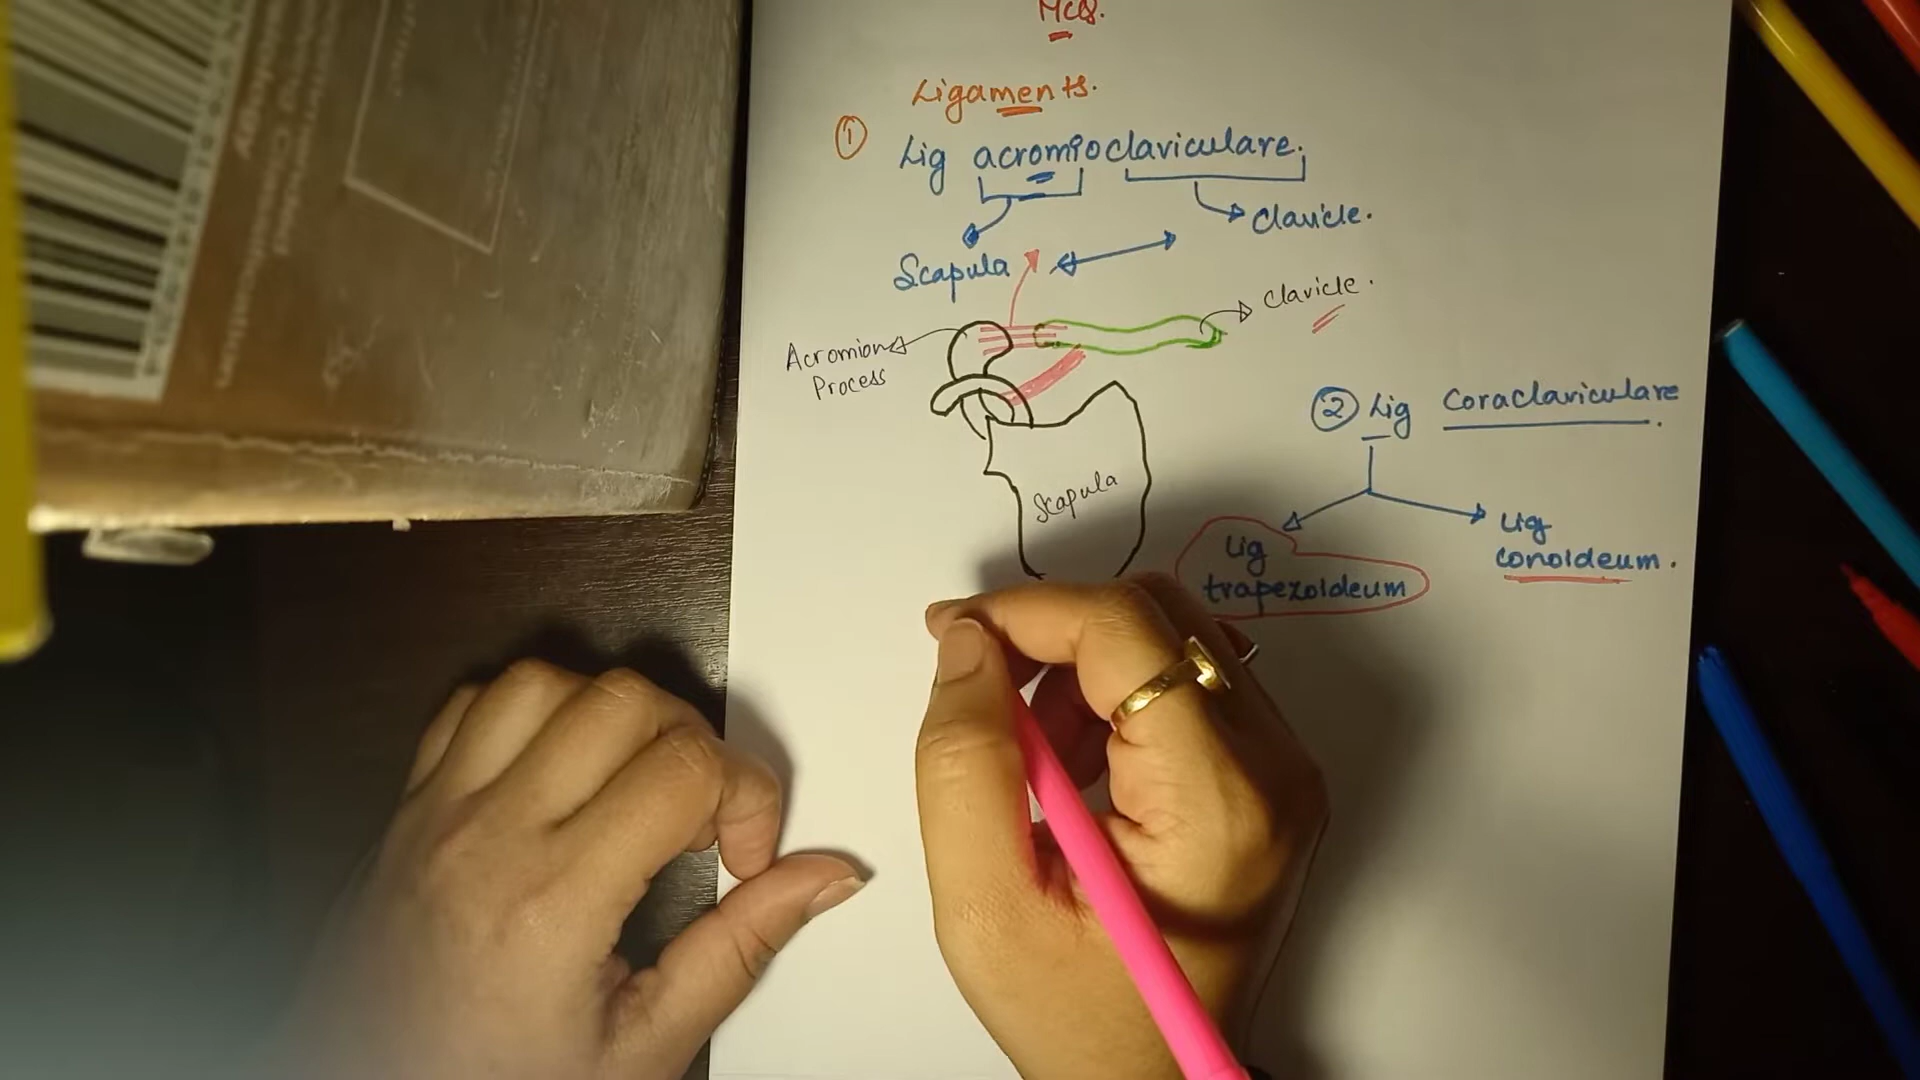 McQ.
Ligaments.
① Lig acromioclaviculare.
Clavicle.
Scapula
Clavicle.
Acromion
Process
② Lig Coraclaviculare.
Scapula
Lig
trapezoideum
Lig
conoideum.